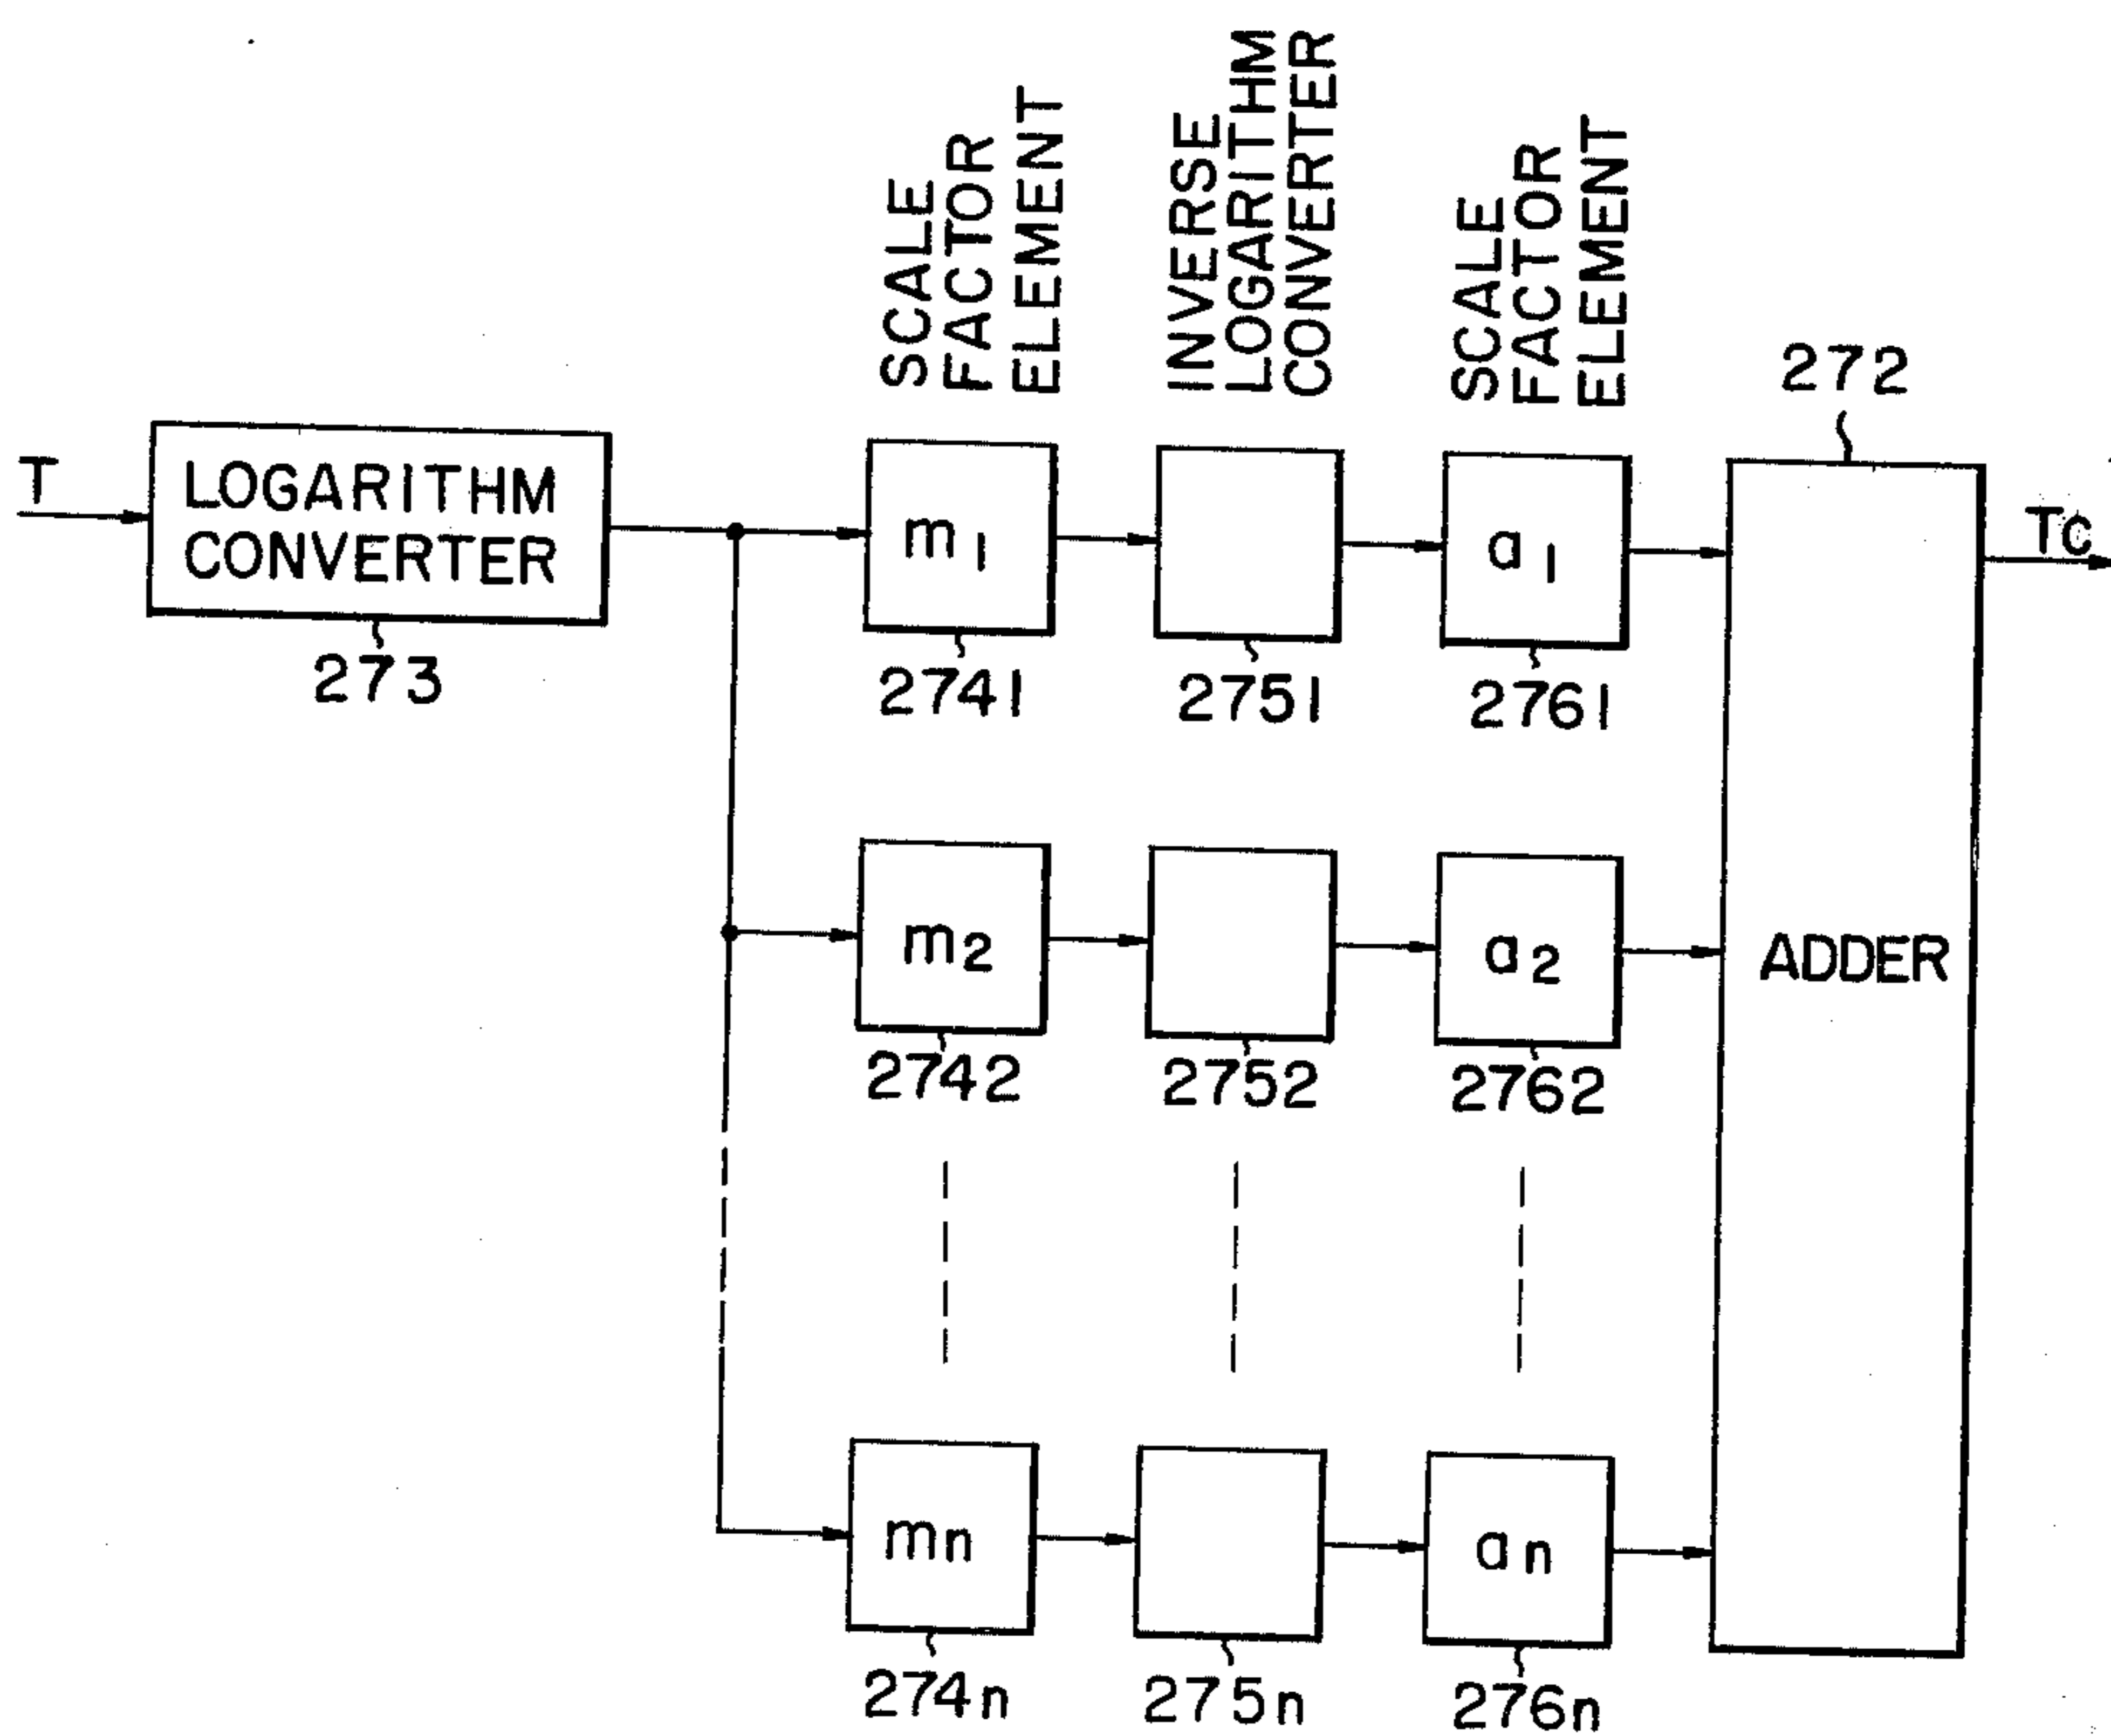 SCALE
FACTOR
ELEMENT
INVERSE
LOGARITHM
CONVERTER
SCALE
FACTOR
ELEMENT
272
T
LOGARITHM
CONVERTER
273
m1
2741
2751
a1
2761
TC
m2
2742
2752
a2
2762
ADDER
mn
274n
275n
an
276n